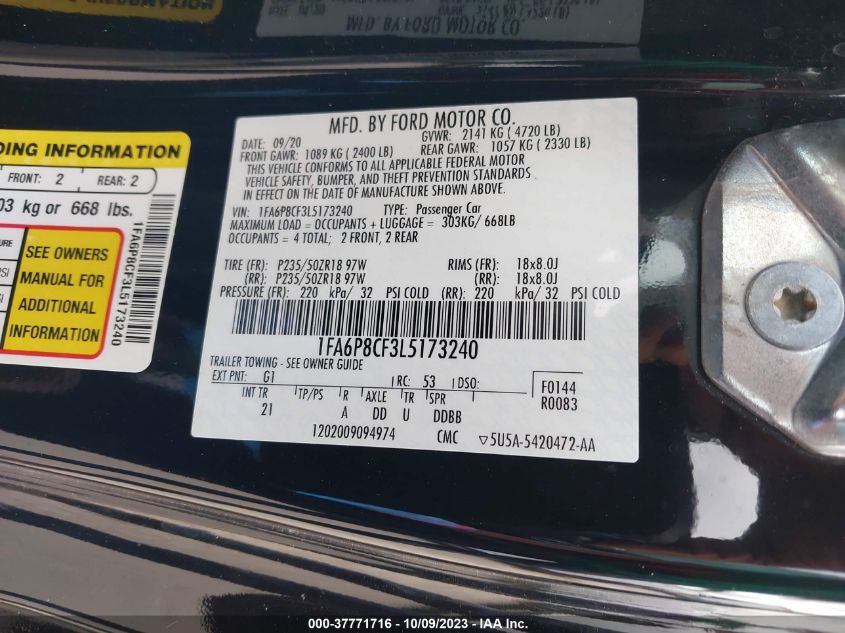 MFD. BY FORD MOTOR CO.
DATE: 09/20 GVWR: 2141 KG ( 4720 LB)
FRONT GAWR: 1089 KG ( 2400 LB) REAR GAWR: 1057 KG ( 2330 LB)
THIS VEHICLE CONFORMS TO ALL APPLICABLE FEDERAL MOTOR
VEHICLE SAFETY, BUMPER, AND THEFT PREVENTION STANDARDS
IN EFFECT ON THE DATE OF MANUFACTURE SHOWN ABOVE.
VIN: 1FA6P8CF3L5173240 TYPE: Passenger Car
MAXIMUM LOAD = OCCUPANTS + LUGGAGE = 303KG/ 668LB
OCCUPANTS = 4 TOTAL; 2 FRONT, 2 REAR
TIRE (FR): P235/50ZR18 97W RIMS (FR): 18x8.0J
(RR): P235/50ZR18 97W (RR): 18x8.0J
PRESSURE (FR): 220 kPa/ 32 PSI COLD (RR): 220 kPa/ 32 PSI COLD
1FA6P8CF3L5173240
TRAILER TOWING - SEE OWNER GUIDE
EXT PNT: G1 RC: 53 DSO: F0144
R0083
INT TR TP/PS R AXLE TR SPR
21 A DD U DDBB
1202009094974 CMC ▽5U5A-5420472-AA
DING INFORMATION
FRONT: 2 REAR: 2
03 kg or 668 lbs.
SEE OWNERS
MANUAL FOR
ADDITIONAL
INFORMATION
1FA6P8CF3L5173240
000-37771716 - 10/09/2023 - IAA Inc.